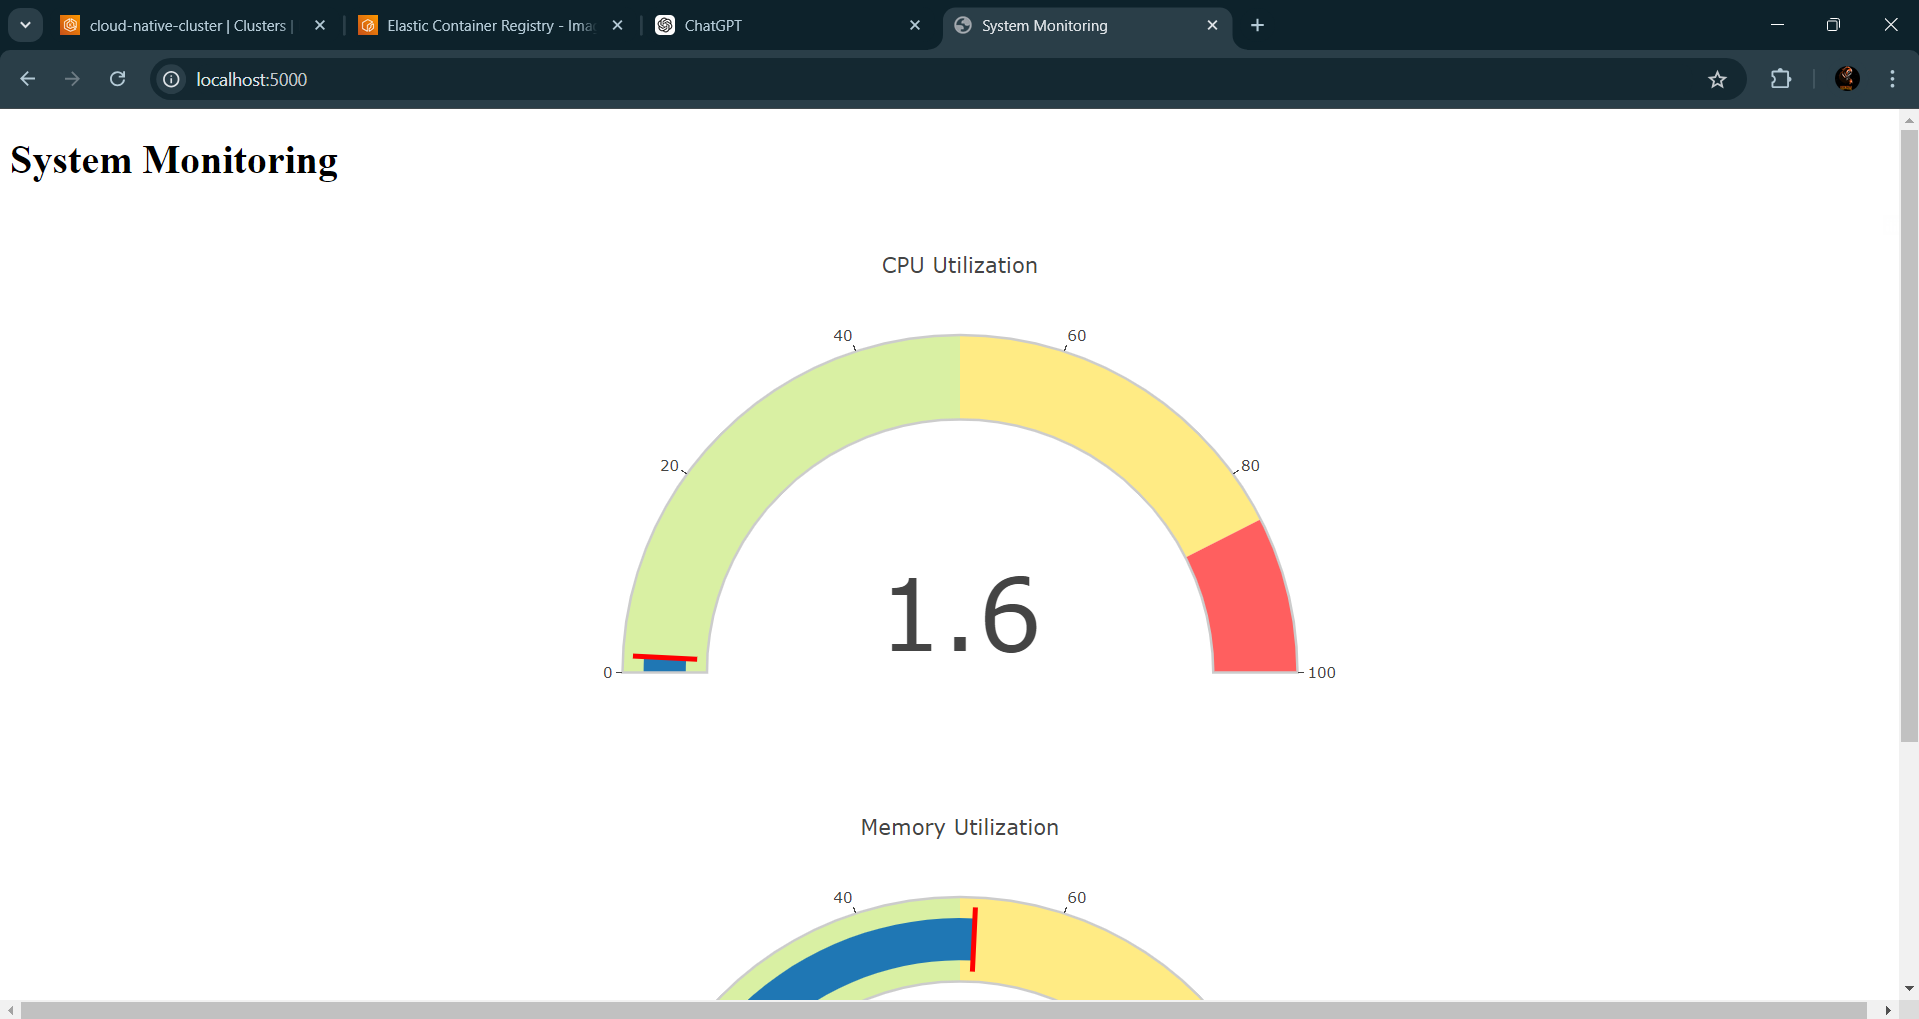 cloud-native-cluster | Clusters |
Elastic Container Registry - Ima
ChatGPT
System Monitoring
localhost:5000
System Monitoring
CPU Utilization
40
60
20
80
1.6
0
100
Memory Utilization
40
60